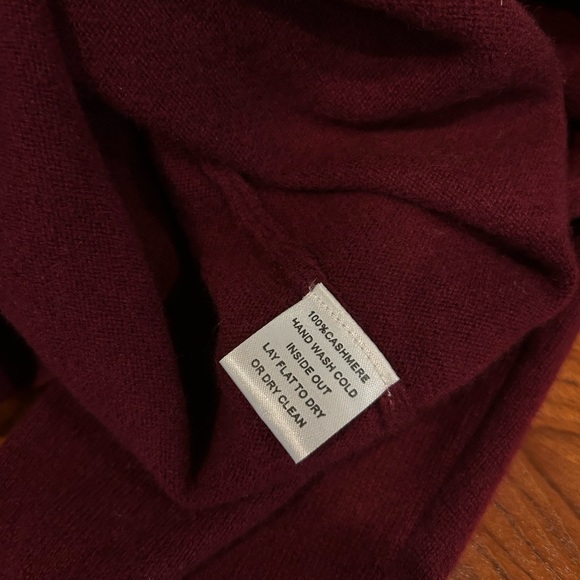 100%CASHMERE
HAND WASH COLD
INSIDE OUT
LAY FLAT TO DRY
OR DRY CLEAN